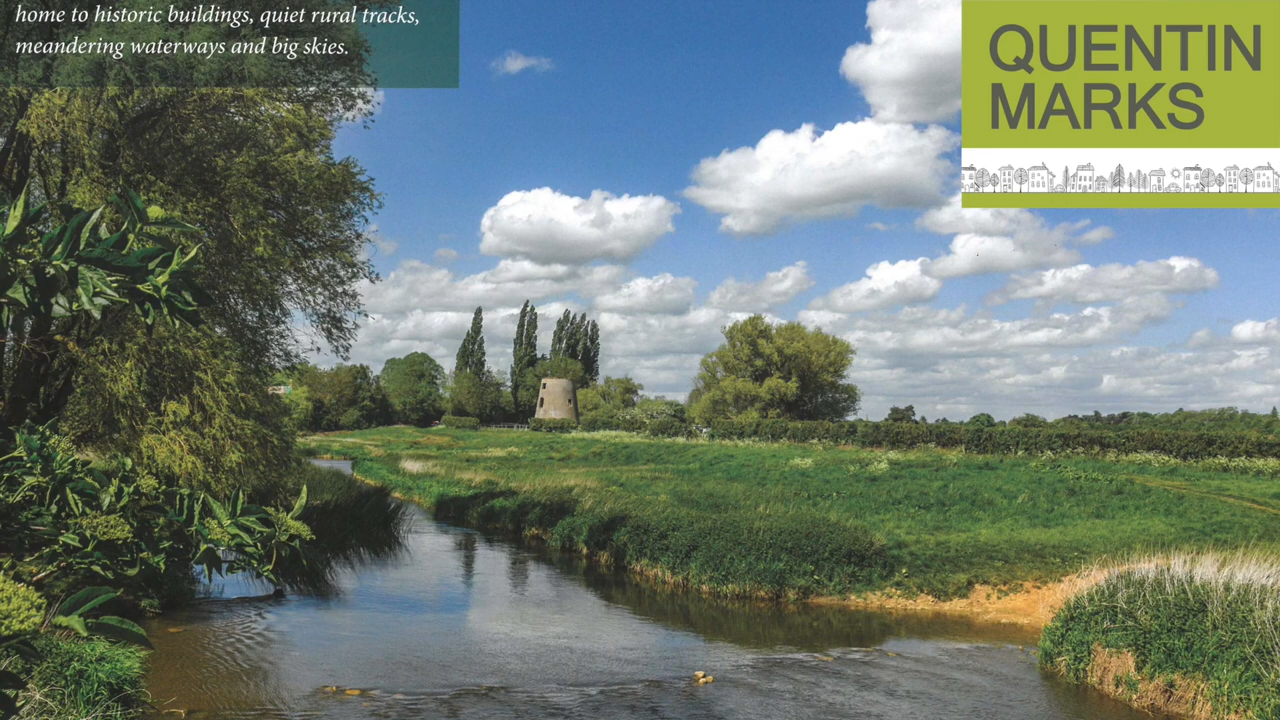 home to historic buildings, quiet rural tracks,
meandering waterways and big skies.
QUENTIN
MARKS